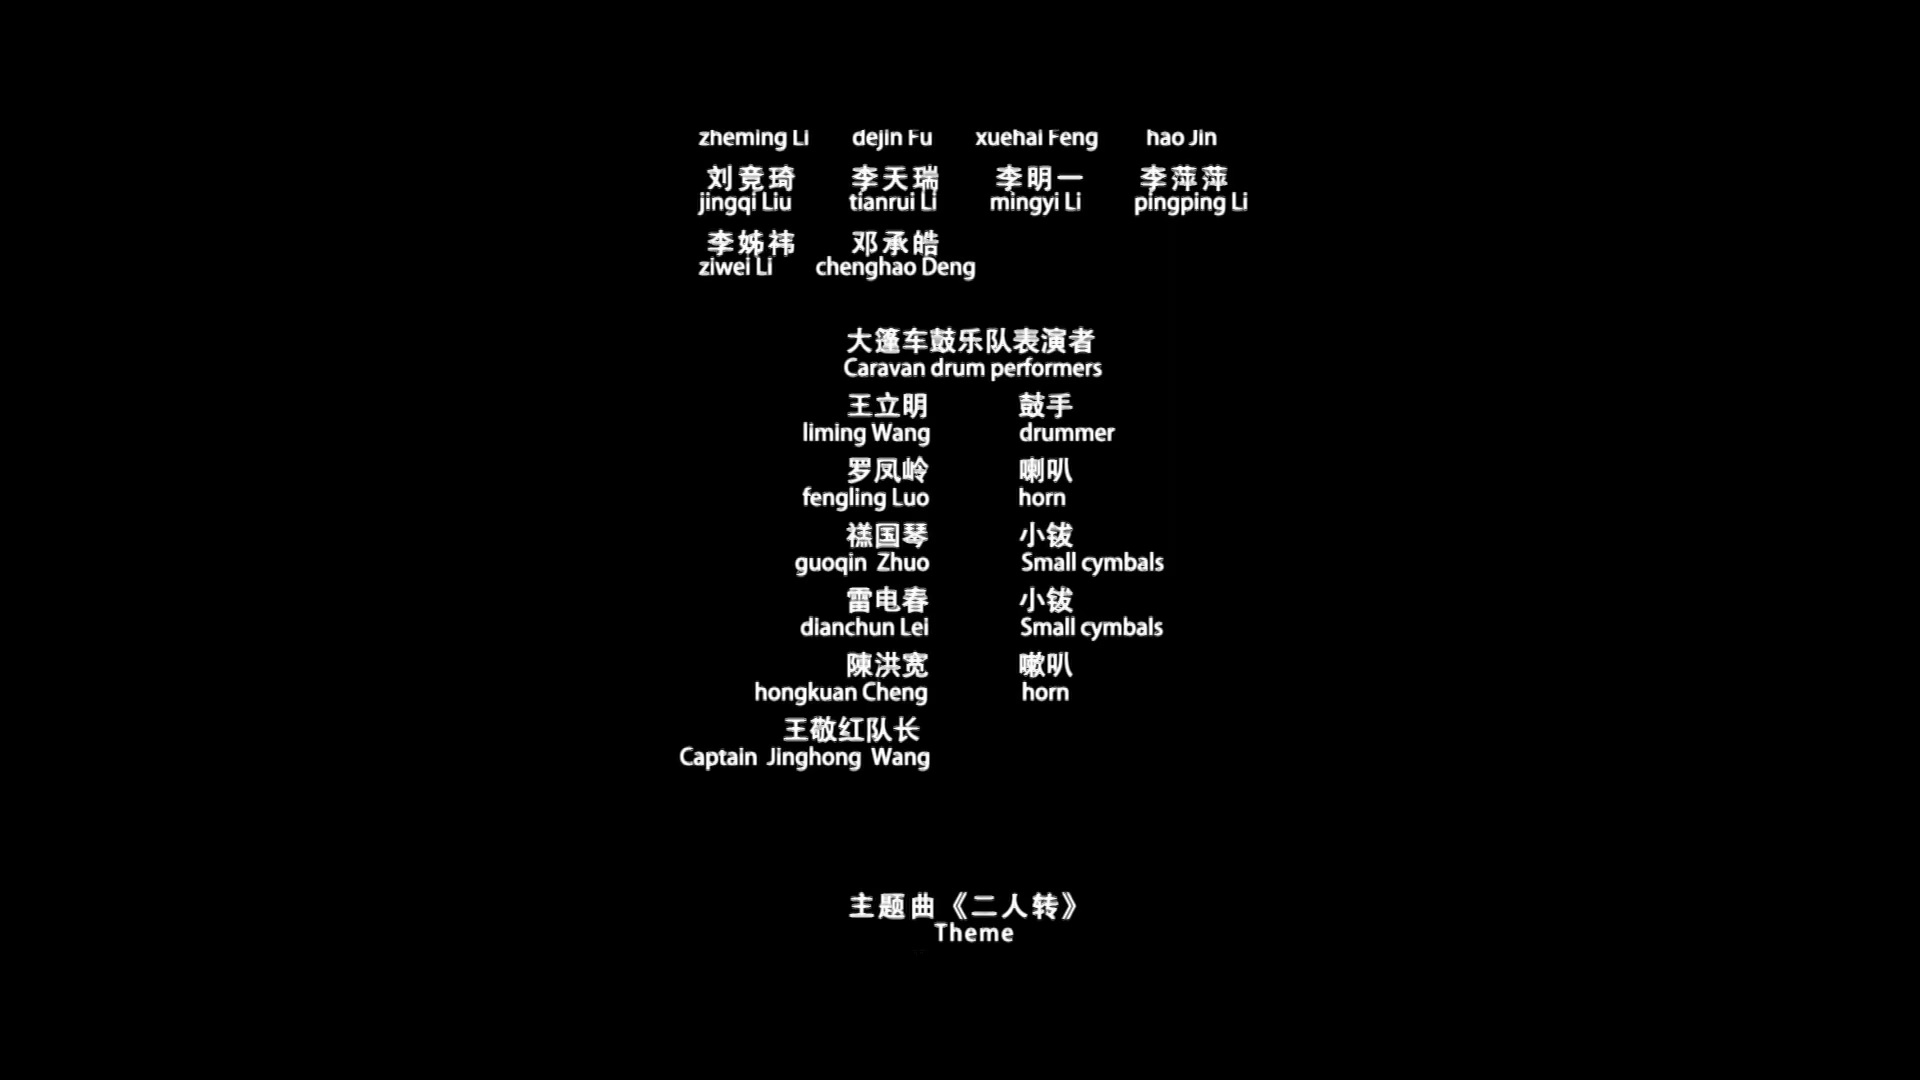 zheming Li dejin Fu xuehai Feng hao Jin
刘竞琦 李天瑞 李明一 李萍萍
jingqi Liu tianrui Li mingyi Li pingping Li
李姊祎 邓承皓
ziwei Li chenghao Deng
大篷车鼓乐队表演者
Caravan drum performers
王立明 鼓手
liming Wang drummer
罗凤岭 喇叭
fengling Luo horn
禚国琴 小钹
guoqin Zhuo Small cymbals
雷电春 小钹
dianchun Lei Small cymbals
陳洪宽 嗽叭
hongkuan Cheng horn
王敬红队长
Captain Jinghong Wang
主题曲《二人转》
Theme